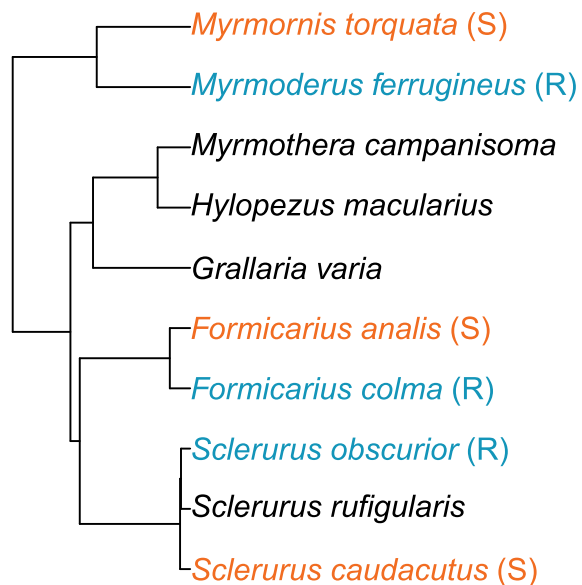 Myrmornis torquata (S)
Myrmoderus ferrugineus (R)
Myrmothera campanisoma
Hylopezus macularius
Grallaria varia
Formicarius analis (S)
Formicarius colma (R)
Sclerurus obscurior (R)
Sclerurus rufigularis
Sclerurus caudacutus (S)